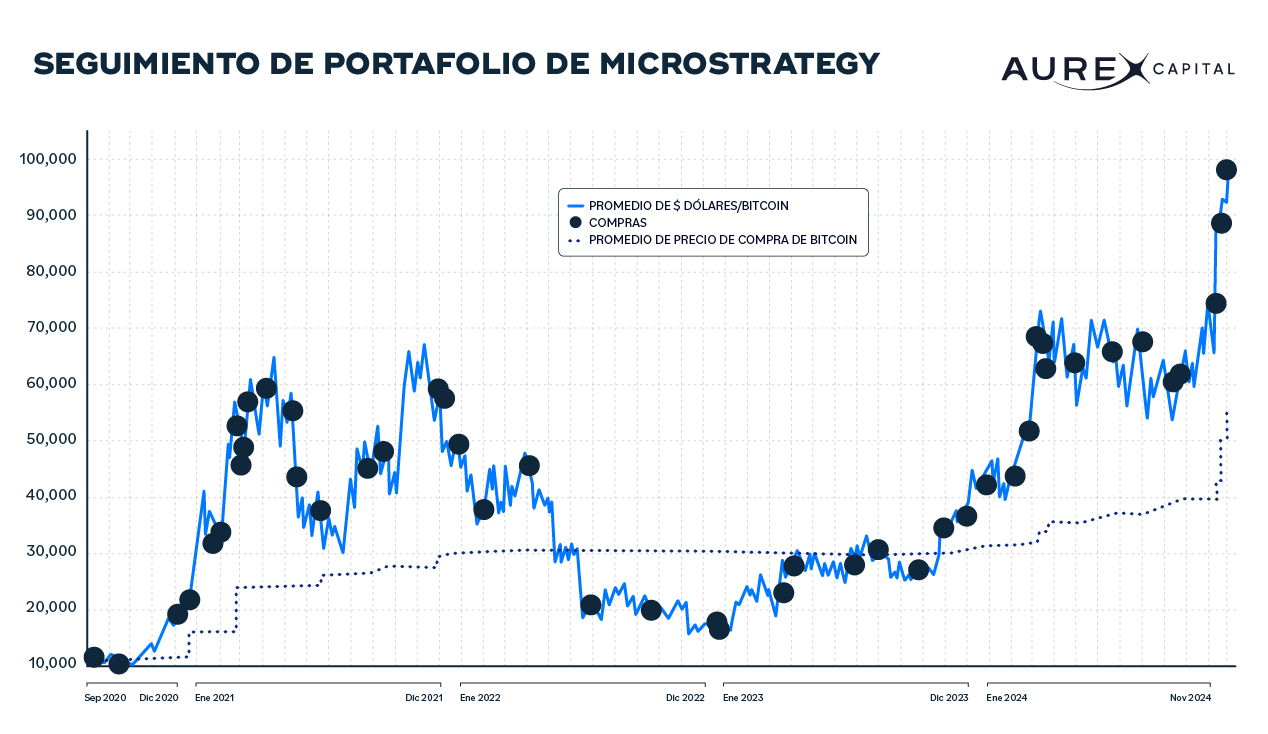 SEGUIMIENTO DE PORTAFOLIO DE MICROSTRATEGY
AUREX CAPITAL
100,000
90,000
80,000
70,000
60,000
50,000
40,000
30,000
20,000
10,000
PROMEDIO DE $ DÓLARES/BITCOIN
COMPRAS
PROMEDIO DE PRECIO DE COMPRA DE BITCOIN
Sep 2020 Dic 2020 Ene 2021 Dic 2021 Ene 2022 Dic 2022 Ene 2023 Dic 2023 Ene 2024 Nov 2024